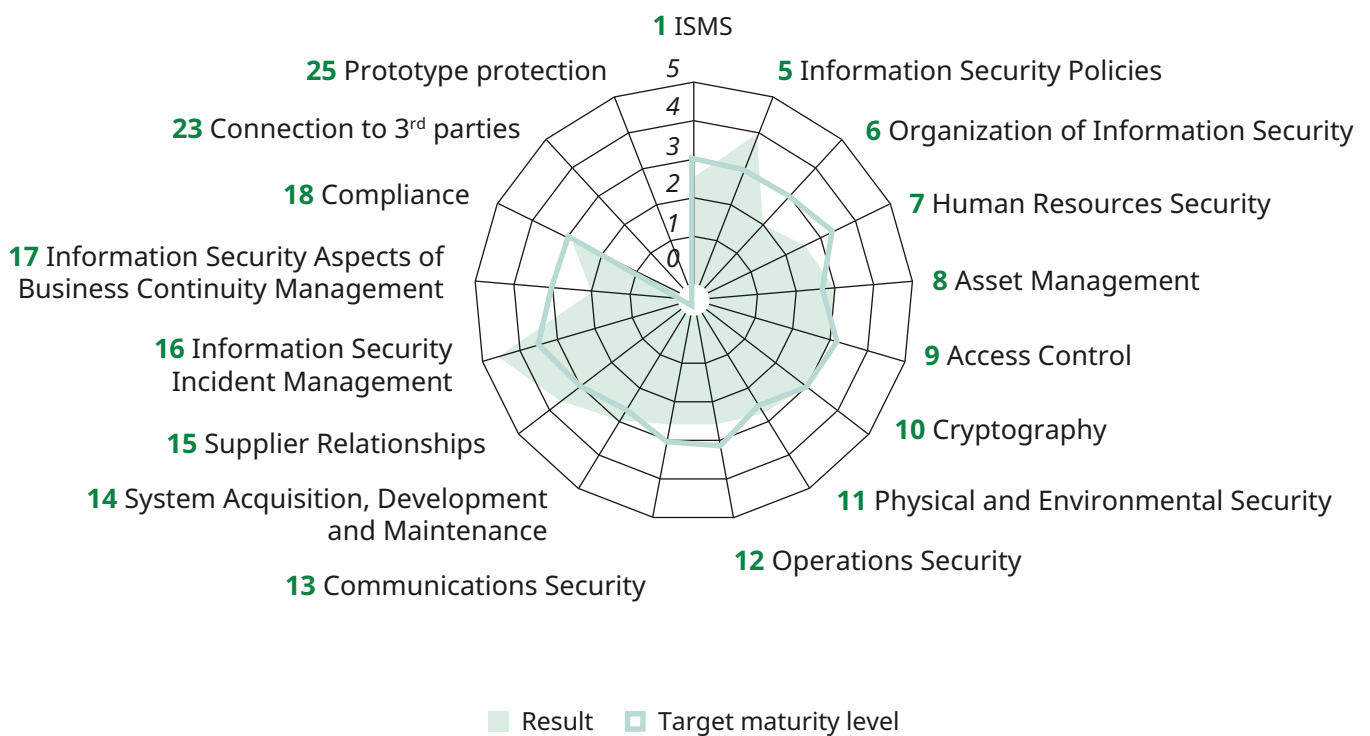 1 ISMS
5 Information Security Policies
6 Organization of Information Security
7 Human Resources Security
8 Asset Management
9 Access Control
10 Cryptography
11 Physical and Environmental Security
12 Operations Security
13 Communications Security
14 System Acquisition, Development
and Maintenance
15 Supplier Relationships
16 Information Security
Incident Management
17 Information Security Aspects of
Business Continuity Management
18 Compliance
23 Connection to 3rd parties
25 Prototype protection
5
4
3
2
1
0
Result
Target maturity level